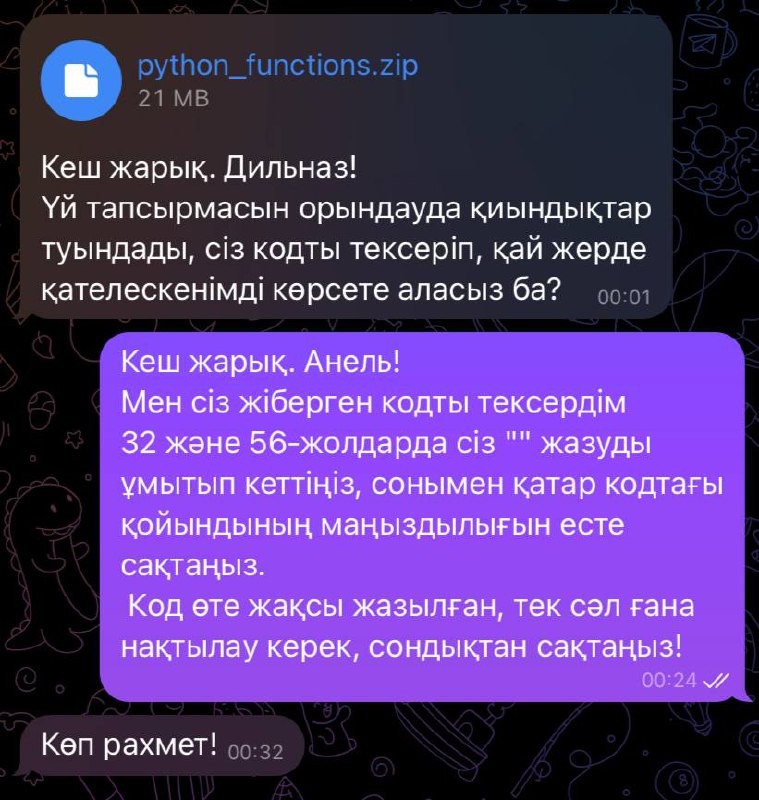 python_functions.zip
21 MB
Кеш жарық. Дильназ!
Үй тапсырмасын орындауда қиындықтар
туындады, сіз кодты тексеріп, қай жерде
қателескенімді көрсете аласыз ба? 00:01
Кеш жарық. Анель!
Мен сіз жіберген кодты тексердім
32 және 56-жолдарда сіз "" жазуды
ұмытып кеттіңіз, сонымен қатар кодтағы
қойындының маңыздылығын есте
сақтаңыз.
Код өте жақсы жазылған, тек сәл ғана
нақтылау керек, сондықтан сақтаңыз!
00:24
Көп рахмет! 00:32